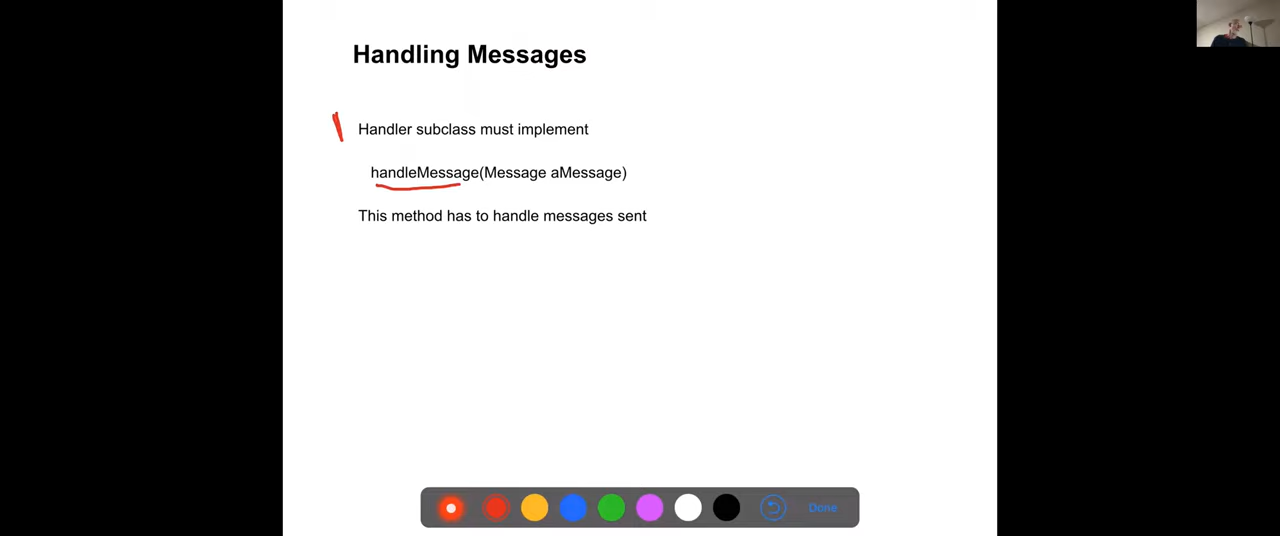 Handling Messages
Handler subclass must implement
handleMessage(Message aMessage)
This method has to handle messages sent
Done